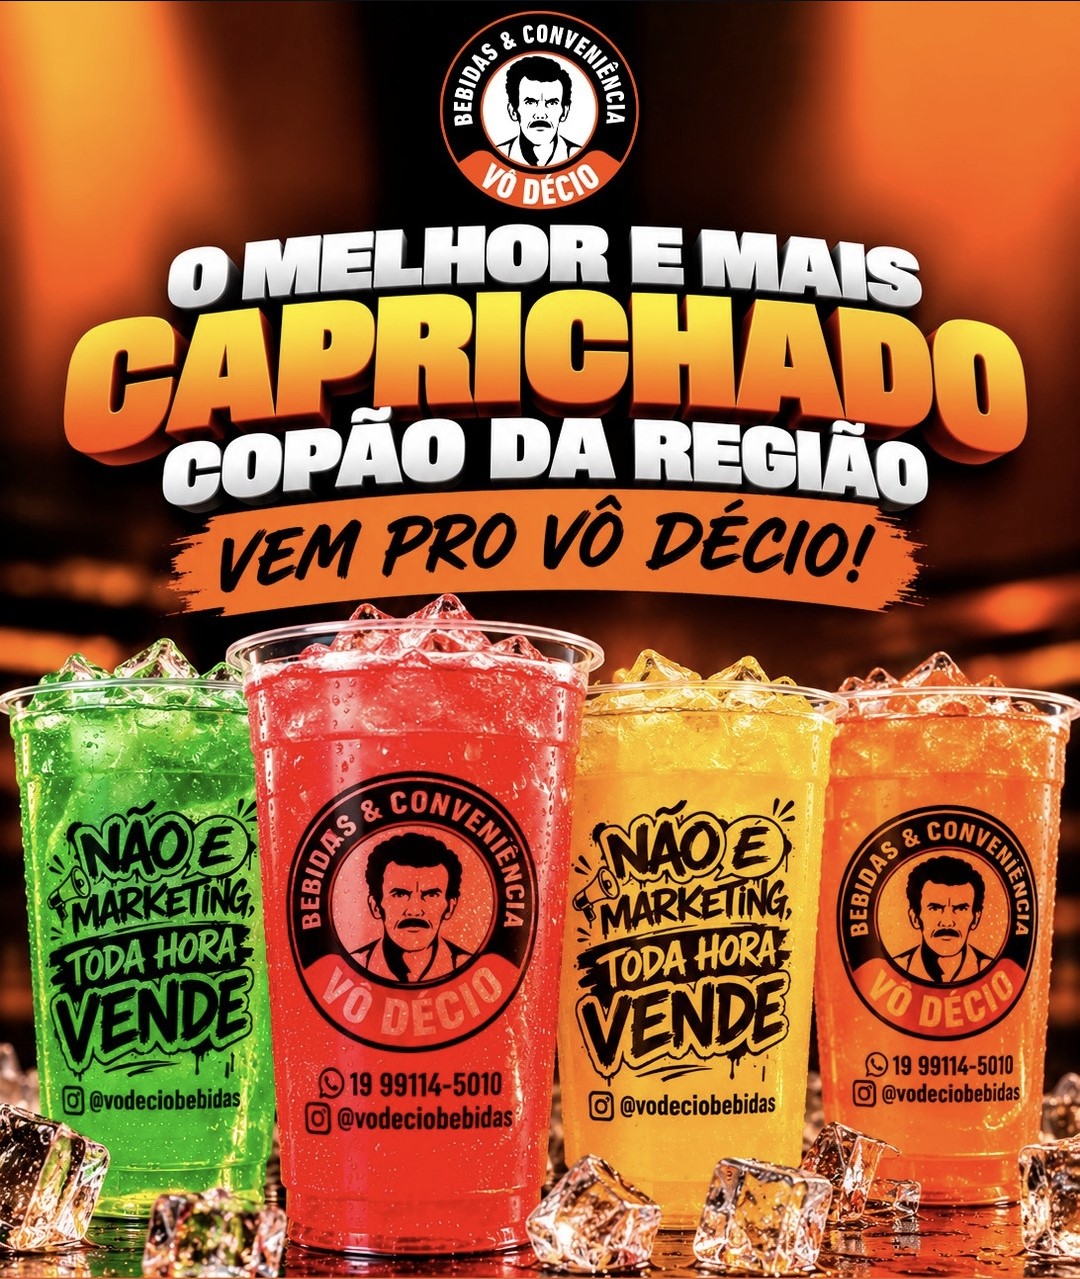 BEBIDAS & CONVENIÊNCIA
VÔ DÉCIO
O MELHOR E MAIS
CAPRICHADO
COPÃO DA REGIÃO
VEM PRO VÔ DÉCIO!
NÃO E
MARKETING,
TODA HORA
VENDE
@vodeciobebidas
BEBIDAS & CONVENIÊNCIA
VÔ DÉCIO
19 99114-5010
@vodeciobebidas
NÃO E
MARKETING,
TODA HORA
VENDE
@vodeciobebidas
BEBIDAS & CONVENIÊNCIA
VÔ DÉCIO
19 99114-5010
@vodeciobebidas